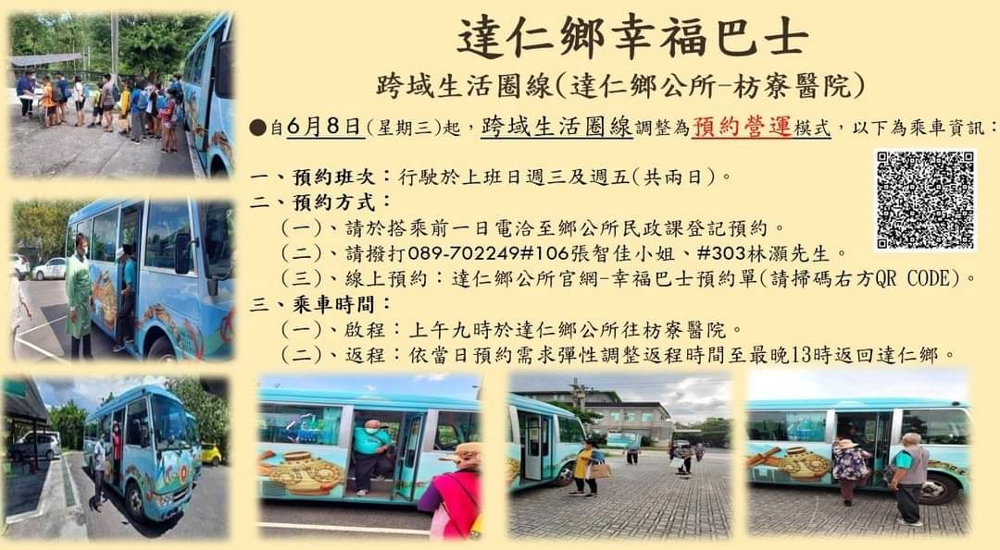 達仁鄉幸福巴士
跨域生活圈線(達仁鄉公所-枋寮醫院)
●自6月8日(星期三)起，跨域生活圈線調整為預約營運模式，以下為乘車資訊：
一、預約班次：行駛於上班日週三及週五(共兩日)。
二、預約方式：
(一)、請於搭乘前一日電洽至鄉公所民政課登記預約。
(二)、請撥打089-702249#106張智佳小姐、#303林灝先生。
(三)、線上預約：達仁鄉公所官網-幸福巴士預約單(請掃碼右方QR CODE)。
三、乘車時間：
(一)、啟程：上午九時於達仁鄉公所往枋寮醫院。
(二)、返程：依當日預約需求彈性調整返程時間至最晚13時返回達仁鄉。